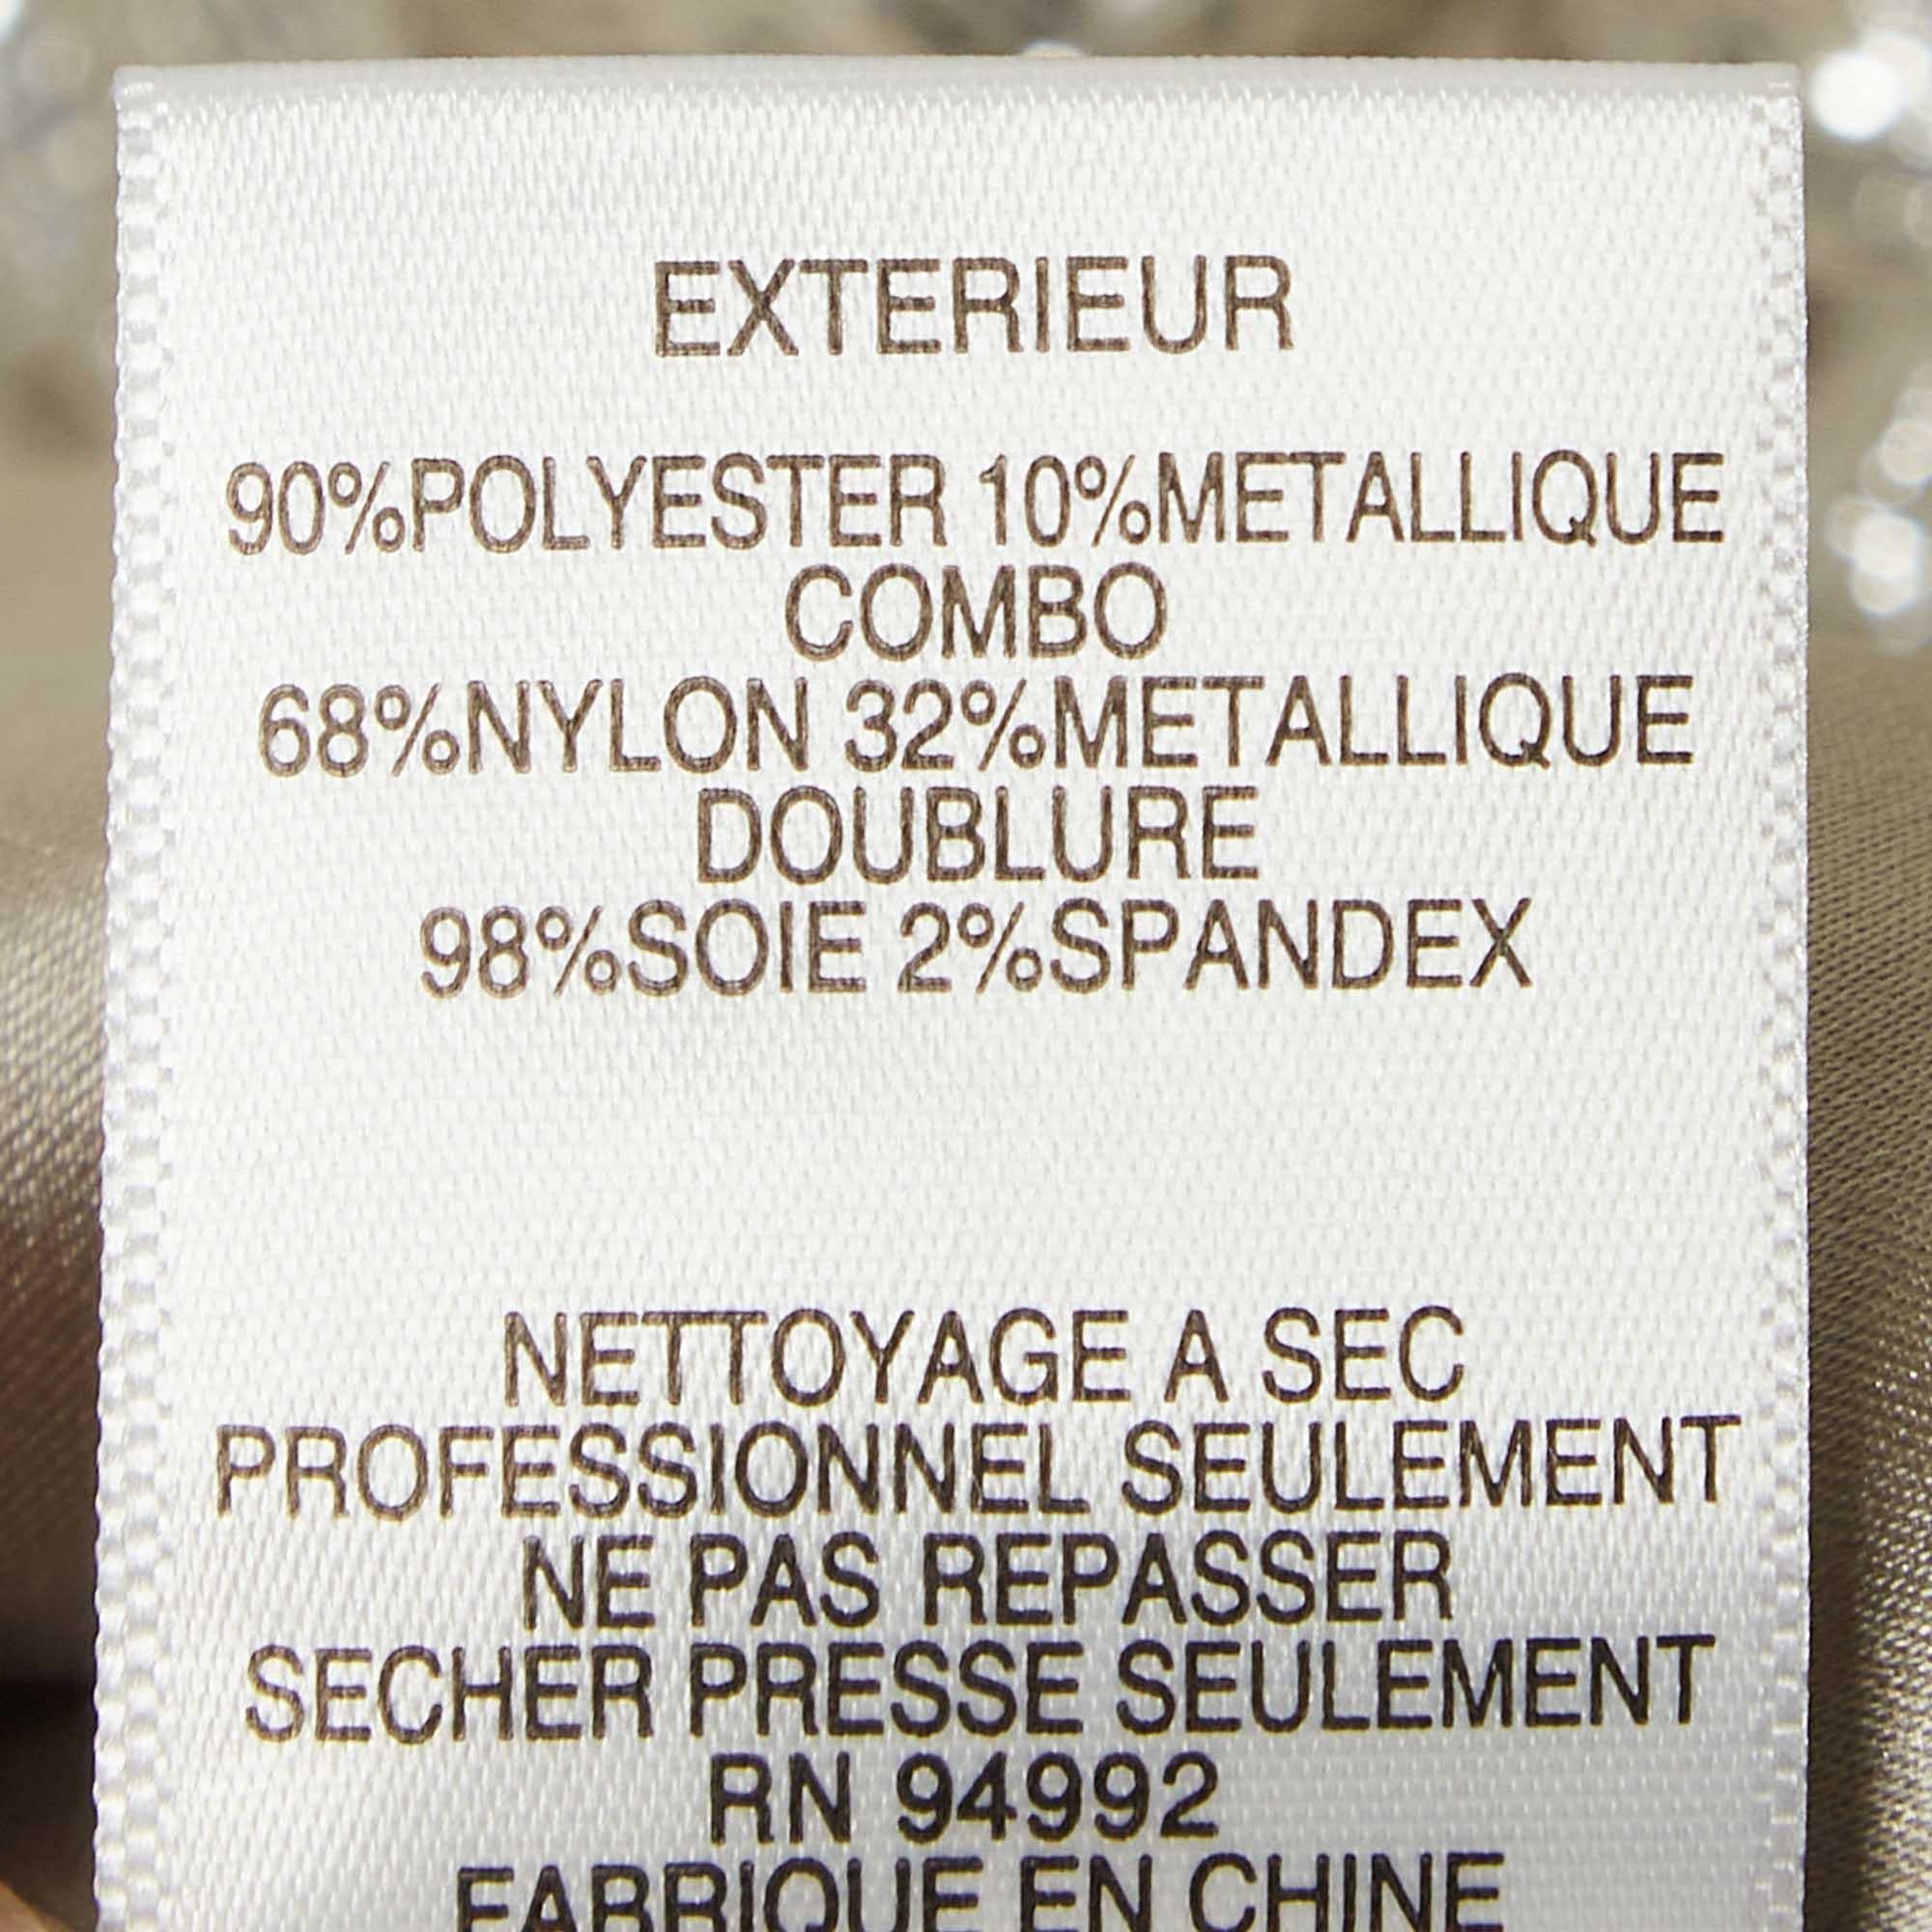 EXTERIEUR
90%POLYESTER 10%METALLIQUE
COMBO
68%NYLON 32%METALLIQUE
DOUBLURE
98%SOIE 2%SPANDEX
NETTOYAGE A SEC
PROFESSIONNEL SEULEMENT
NE PAS REPASSER
SECHER PRESSE SEULEMENT
RN 94992
FABRIQUE EN CHINE